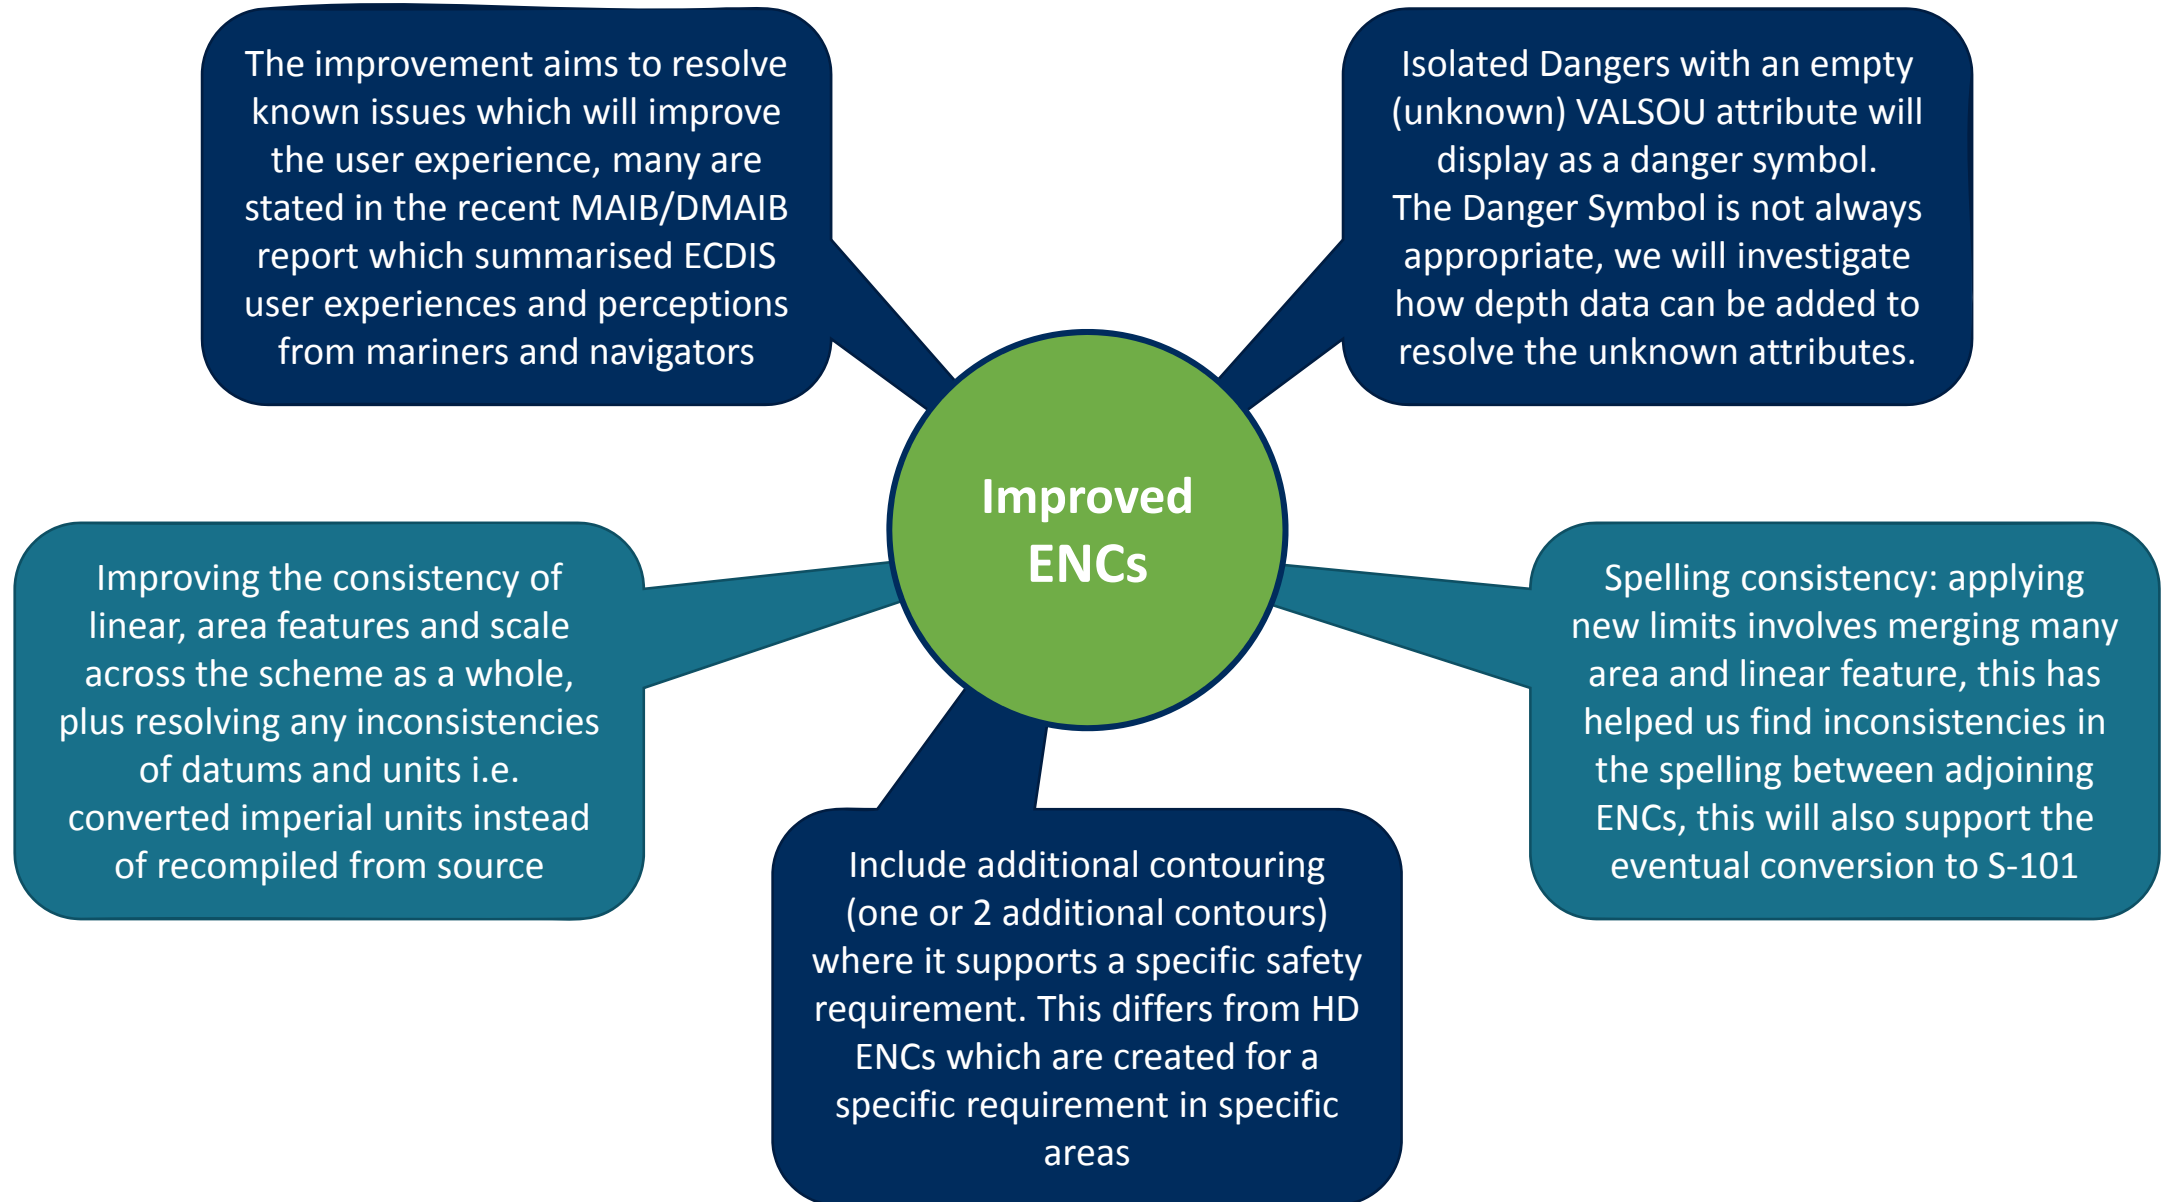 The improvement aims to resolve
known issues which will improve
the user experience, many are
stated in the recent MAIB/DMAIB
report which summarised ECDIS
user experiences and perceptions
from mariners and navigators
Isolated Dangers with an empty
(unknown) VALSOU attribute will
display as a danger symbol.
The Danger Symbol is not always
appropriate, we will investigate
how depth data can be added to
resolve the unknown attributes.
Improved
ENCs
Improving the consistency of
linear, area features and scale
across the scheme as a whole,
plus resolving any inconsistencies
of datums and units i.e.
converted imperial units instead
of recompiled from source
Spelling consistency: applying
new limits involves merging many
area and linear feature, this has
helped us find inconsistencies in
the spelling between adjoining
ENCs, this will also support the
eventual conversion to S-101
Include additional contouring
(one or 2 additional contours)
where it supports a specific safety
requirement. This differs from HD
ENCs which are created for a
specific requirement in specific
areas